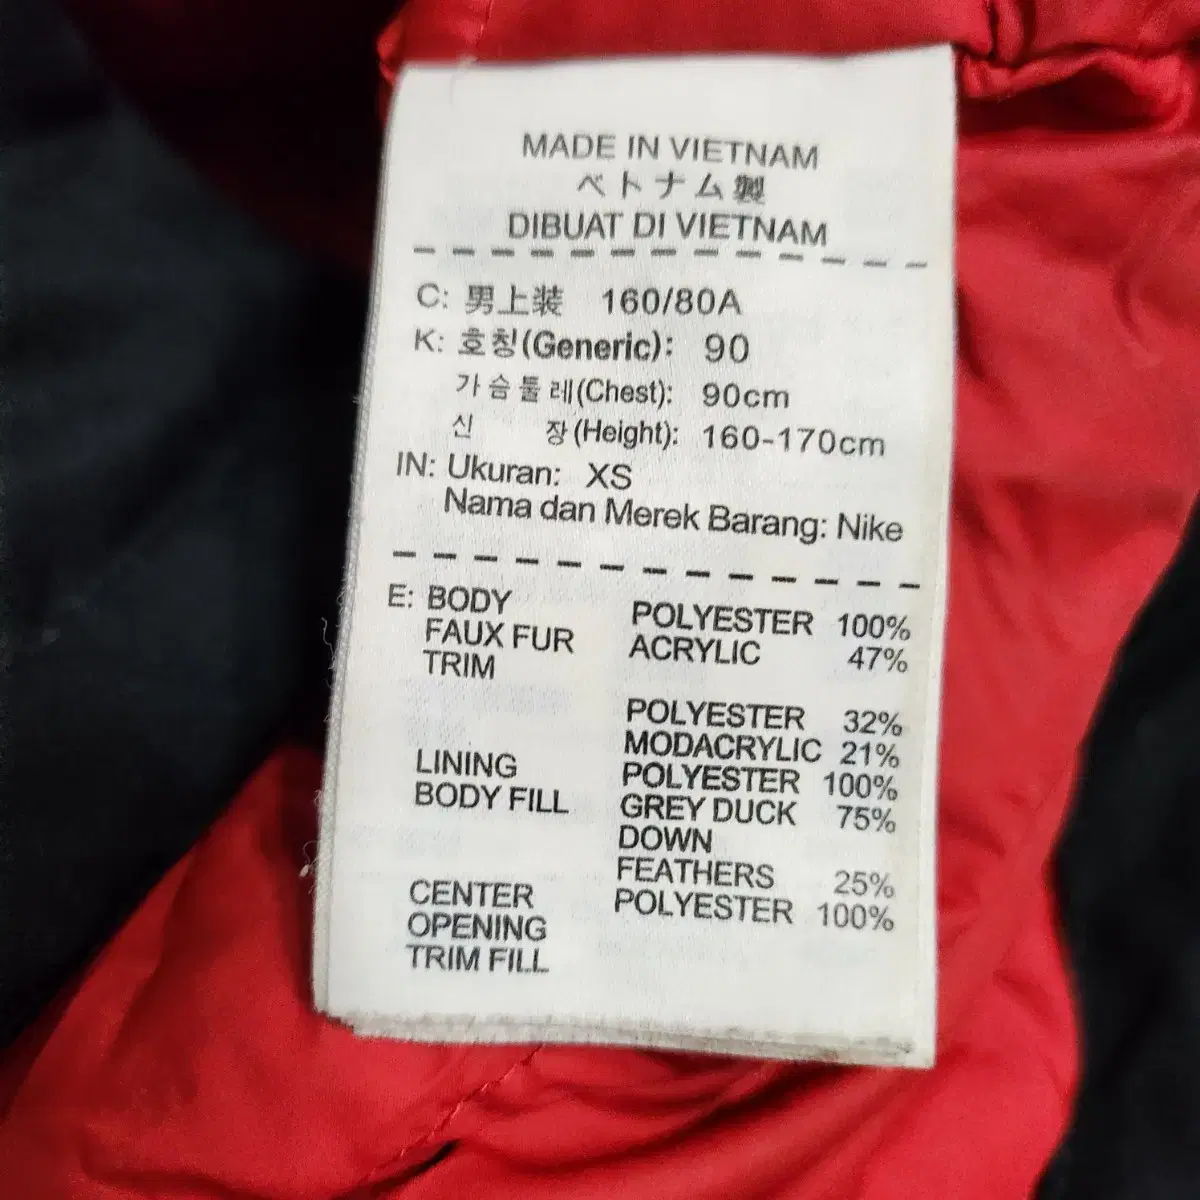 MADE IN VIETNAM
ベトナム製
DIBUAT DI VIETNAM
C: 男上装 160/80A
K: 호칭(Generic): 90
가슴둘레(Chest): 90cm
신 장(Height): 160-170cm
IN: Ukuran: XS
Nama dan Merek Barang: Nike
E: BODY POLYESTER 100%
FAUX FUR ACRYLIC 47%
TRIM
POLYESTER 32%
MODACRYLIC 21%
LINING POLYESTER 100%
BODY FILL GREY DUCK 75%
DOWN
FEATHERS 25%
CENTER POLYESTER 100%
OPENING
TRIM FILL